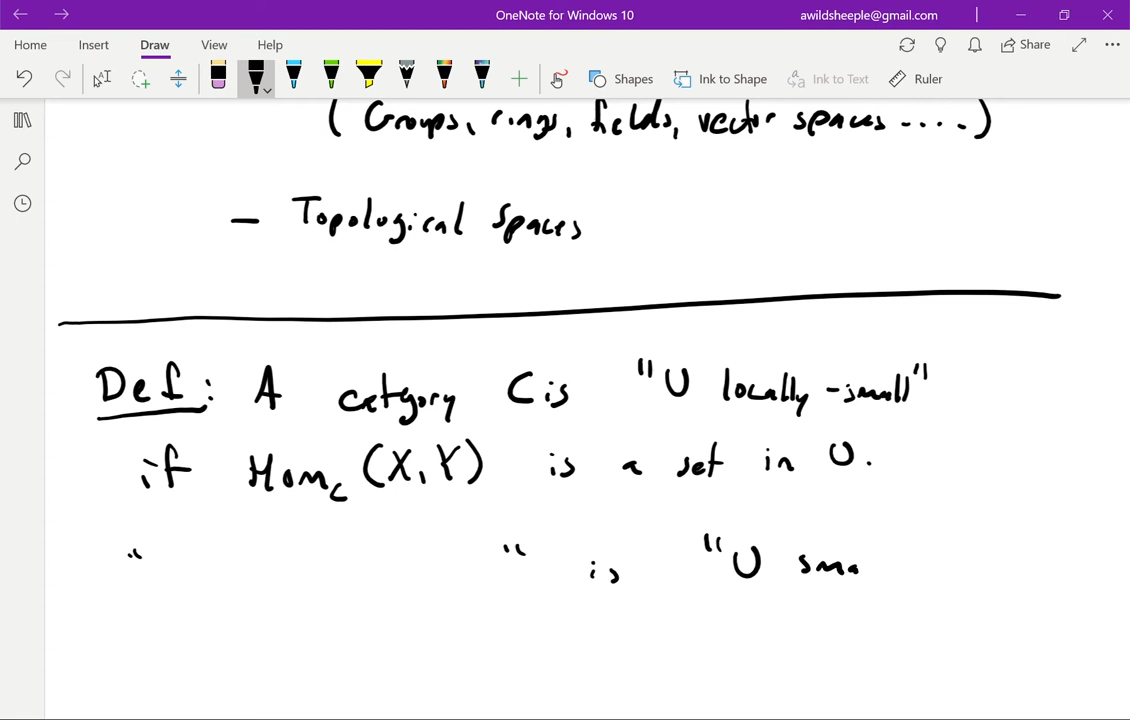 OneNote for Windows 10
awildsheeple@gmail.com
Home Insert Draw View Help
Share
Shapes Ink to Shape Ink to Text Ruler
( Groups, rings, fields, vector spaces ....)
– Topological Spaces
Def: A category C is "U locally-small"
if Hom_C (X, Y) is a set in U.
" " is "U sma